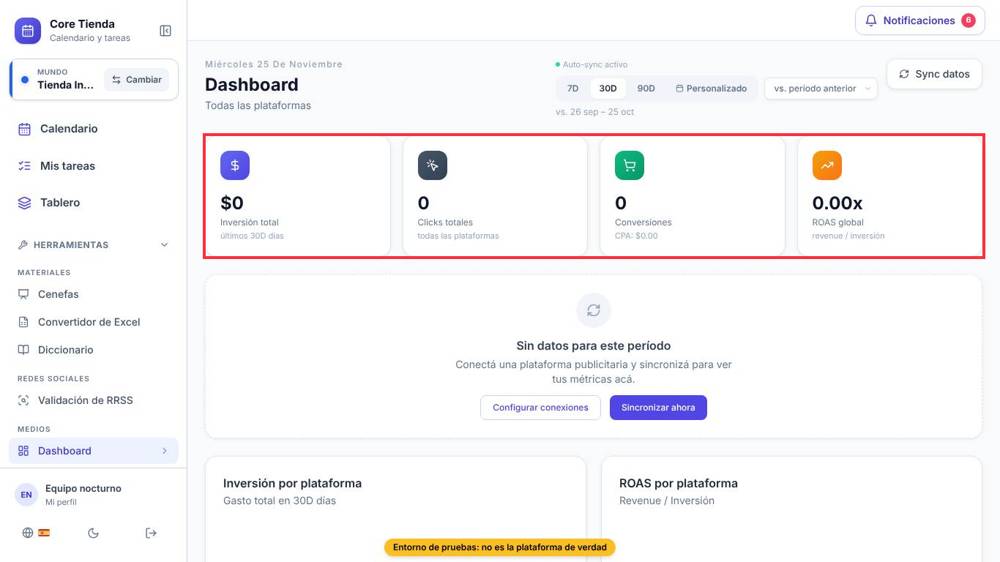 Core Tienda
Calendario y tareas
MUNDO
Tienda In...
Cambiar
Calendario
Mis tareas
Tablero
HERRAMIENTAS
MATERIALES
Cenefas
Convertidor de Excel
Diccionario
REDES SOCIALES
Validación de RRSS
MEDIOS
Dashboard
EN
Equipo nocturno
Mi perfil
Notificaciones 6
Miércoles 25 De Noviembre
Dashboard
Todas las plataformas
Auto-sync activo
7D 30D 90D Personalizado
vs. periodo anterior
vs. 26 sep – 25 oct
Sync datos
$0
Inversión total
últimos 30D días
0
Clicks totales
todas las plataformas
0
Conversiones
CPA: $0.00
0.00x
ROAS global
revenue / inversión
Sin datos para este período
Conectá una plataforma publicitaria y sincronizá para ver
tus métricas acá.
Configurar conexiones
Sincronizar ahora
Inversión por plataforma
Gasto total en 30D días
ROAS por plataforma
Revenue / Inversión
Entorno de pruebas: no es la plataforma de verdad